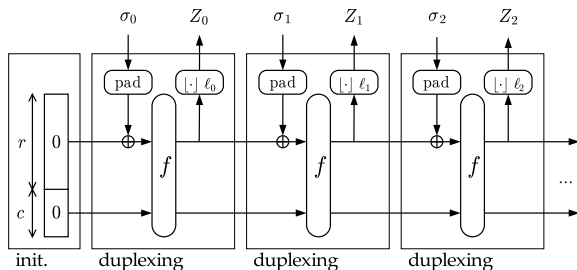 σ₀ Z₀ σ₁ Z₁ σ₂ Z₂
pad ⌊·⌋ ℓ₀ pad ⌊·⌋ ℓ₁ pad ⌊·⌋ ℓ₂
r 0 f f f
...
c 0
init. duplexing duplexing duplexing